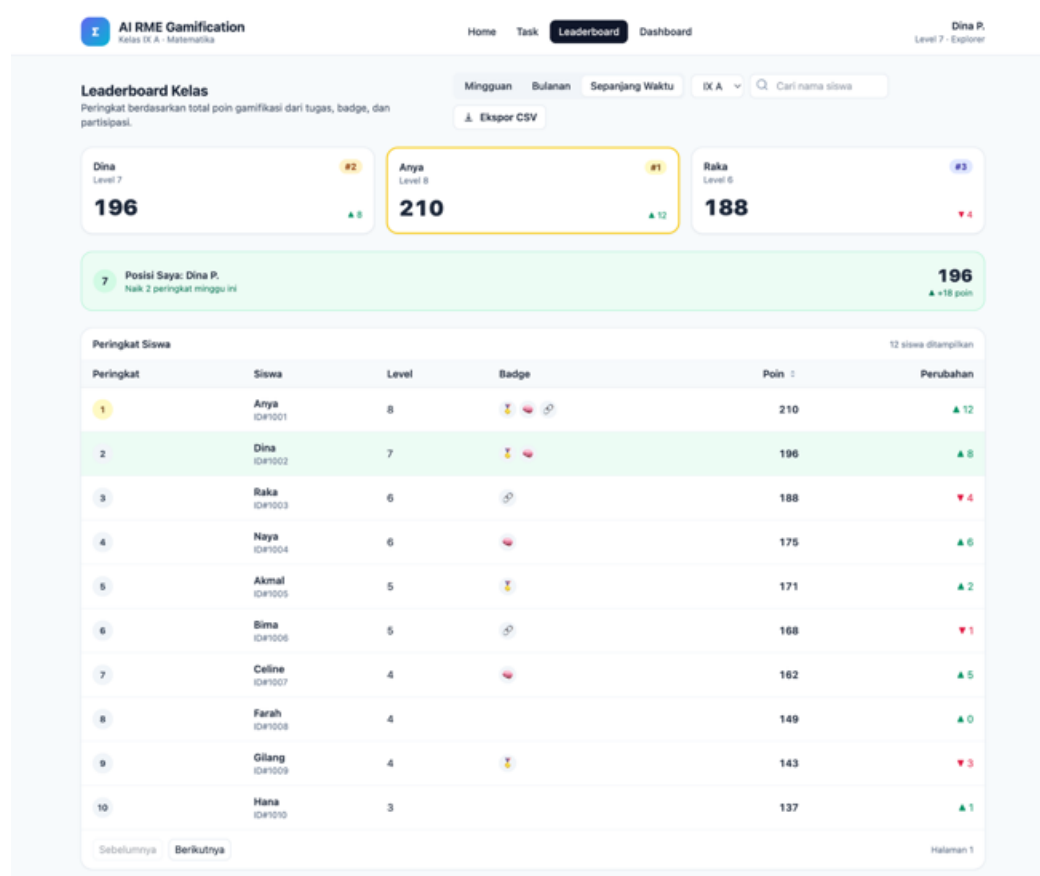 Σ
AI RME Gamification
Kelas IX A - Matematika
Home Task Leaderboard Dashboard
Dina P.
Level 7 - Explorer
Leaderboard Kelas
Peringkat berdasarkan total poin gamifikasi dari tugas, badge, dan
partisipasi.
Mingguan Bulanan Sepanjang Waktu IX A Cari nama siswa
Ekspor CSV
Dina #2
Level 7
196 ▲ 8
Anya #1
Level 8
210 ▲ 12
Raka #3
Level 6
188 ▼ 4
7
Posisi Saya: Dina P.
Naik 2 peringkat minggu ini
196
▲ +18 poin
Peringkat Siswa 12 siswa ditampilkan
Peringkat Siswa Level Badge Poin Perubahan
1 Anya 8 210 ▲ 12
ID#1001
2 Dina 7 196 ▲ 8
ID#1002
3 Raka 6 188 ▼ 4
ID#1003
4 Naya 6 175 ▲ 6
ID#1004
5 Akmal 5 171 ▲ 2
ID#1005
6 Bima 5 168 ▼ 1
ID#1006
7 Celine 4 162 ▲ 5
ID#1007
8 Farah 4 149 ▲ 0
ID#1008
9 Gilang 4 143 ▼ 3
ID#1009
10 Hana 3 137 ▲ 1
ID#1010
Sebelumnya Berikutnya Halaman 1